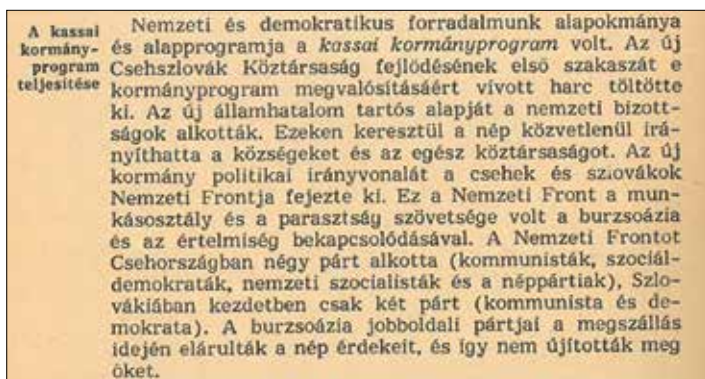 A kassai
kormány-
program
teljesítése
Nemzeti és demokratikus forradalmunk alapokmánya
és alapprogramja a kassai kormányprogram volt. Az új
Csehszlovák Köztársaság fejlődésének első szakaszát e
kormányprogram megvalósításáért vívott harc töltötte
ki. Az új államhatalom tartós alapját a nemzeti bizott-
ságok alkották. Ezeken keresztül a nép közvetlenül irá-
nyíthatta a községeket és az egész köztársaságot. Az új
kormány politikai irányvonalát a csehek és szlovákok
Nemzeti Frontja fejezte ki. Ez a Nemzeti Front a mun-
kásosztály és a parasztság szövetsége volt a burzsoázia
és az értelmiség bekapcsolódásával. A Nemzeti Frontot
Csehországban négy párt alkotta (kommunisták, szociál-
demokraták, nemzeti szocialisták és a néppártiak), Szlo-
vákiában kezdetben csak két párt (kommunista és de-
mokrata). A burzsoázia jobboldali pártjai a megszállás
idején elárulták a nép érdekeit, és így nem újították meg
őket.